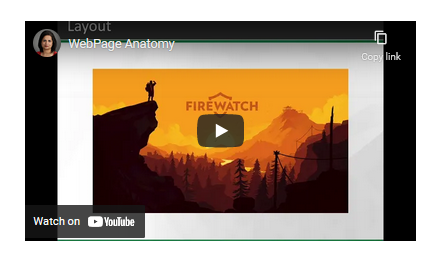 Layout
WebPage Anatomy
Copy link
FIREWATCH
Watch on YouTube